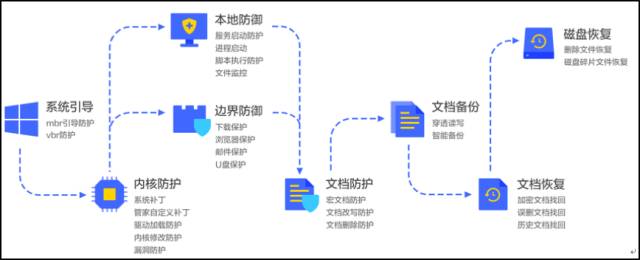 系统引导
mbr引导防护
vbr防护
内核防护
系统补丁
管家自定义补丁
驱动加载防护
内核修改防护
漏洞防护
本地防御
服务启动防护
进程启动
脚本执行防护
文件监控
边界防御
下载保护
浏览器保护
邮件保护
U盘保护
文档防护
宏文档防护
文档改写防护
文档删除防护
文档备份
穿透读写
智能备份
文档恢复
加密文档找回
误删文档找回
历史文档找回
磁盘恢复
删除文件恢复
磁盘碎片文件恢复